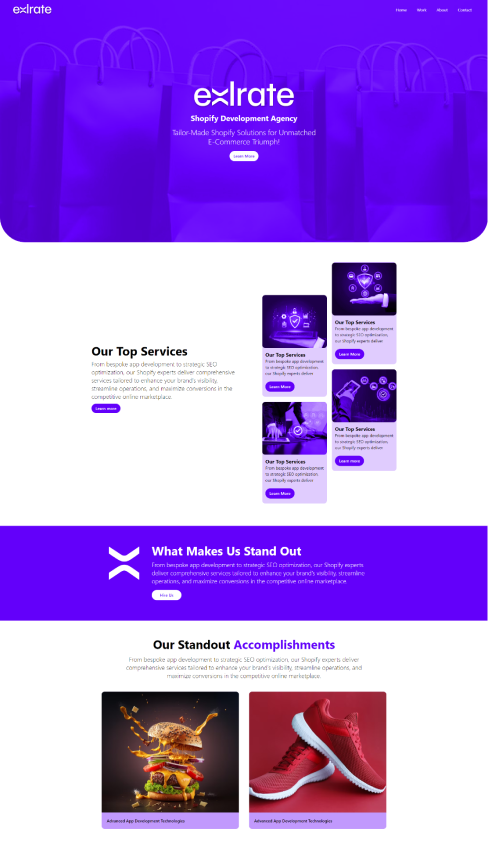 exlrate
Home Work About Contact
exlrate
Shopify Development Agency
Tailor-Made Shopify Solutions for Unmatched
E-Commerce Triumph!
Learn More
Our Top Services
From bespoke app development to strategic SEO
optimization, our Shopify experts deliver comprehensive
services tailored to enhance your brand's visibility,
streamline operations, and maximize conversions in the
competitive online marketplace.
Learn more
Our Top Services
From bespoke app development
to strategic SEO optimization,
our Shopify experts deliver
Learn More
Our Top Services
From bespoke app development
to strategic SEO optimization
our Shopify experts deliver
Learn More
Our Top Services
From bespoke app development
to strategic SEO optimization,
our Shopify experts deliver
Learn More
Our Top Services
From bespoke app development
to strategic SEO optimization,
our Shopify experts deliver
Learn more
What Makes Us Stand Out
From bespoke app development to strategic SEO optimization, our Shopify experts
deliver comprehensive services tailored to enhance your brand's visibility, streamline
operations, and maximize conversions in the competitive online marketplace.
Hire Us
Our Standout Accomplishments
From bespoke app development to strategic SEO optimization, our Shopify experts deliver
comprehensive services tailored to enhance your brand's visibility, streamline operations, and
maximize conversions in the competitive online marketplace.
Advanced App Development Technologies
Advanced App Development Technologies